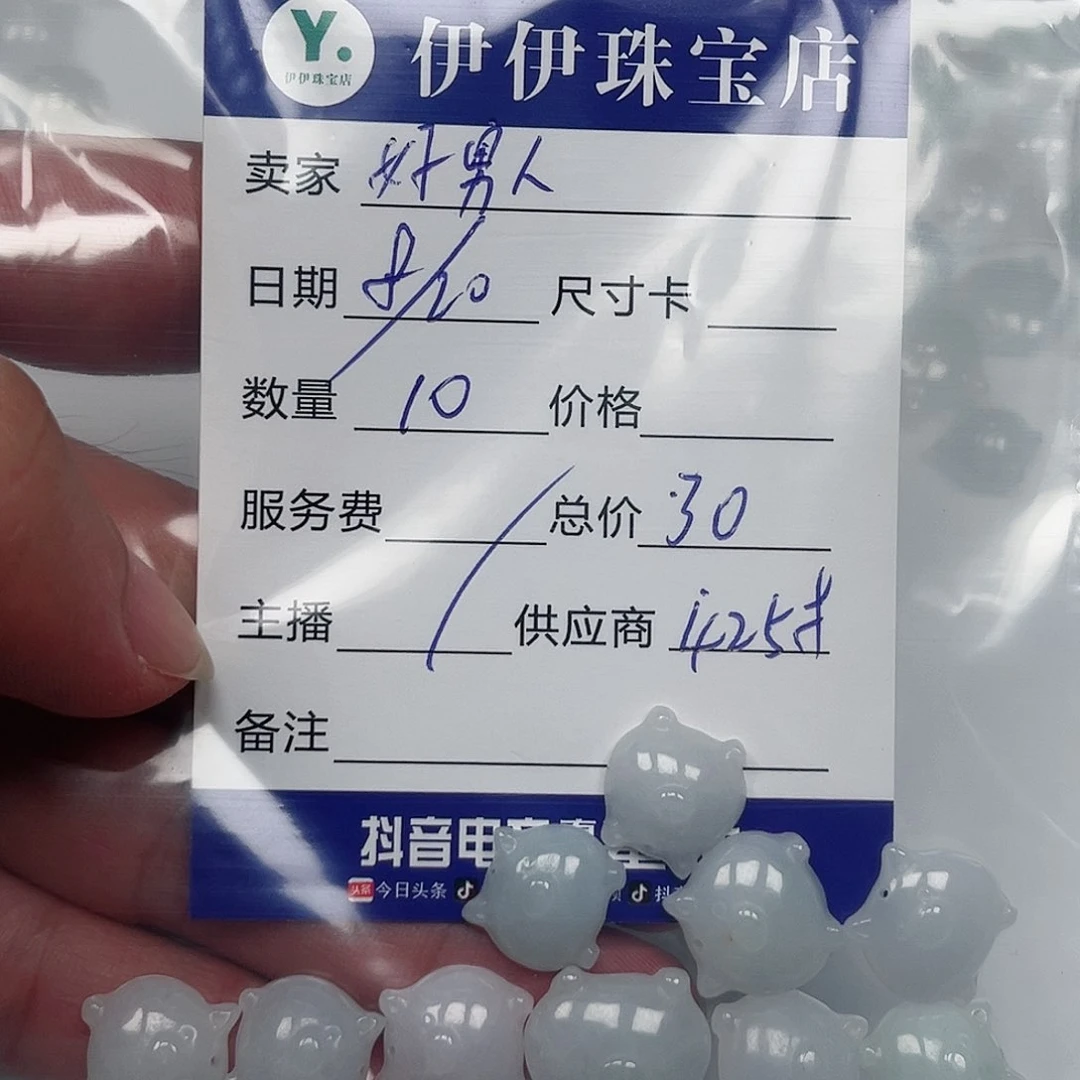 Y.
伊伊珠宝店
伊伊珠宝店
卖家 好男人
日期 8/20 尺寸卡
数量 10 价格
服务费 总价 30
主播 供应商
备注
抖音电
今日头条